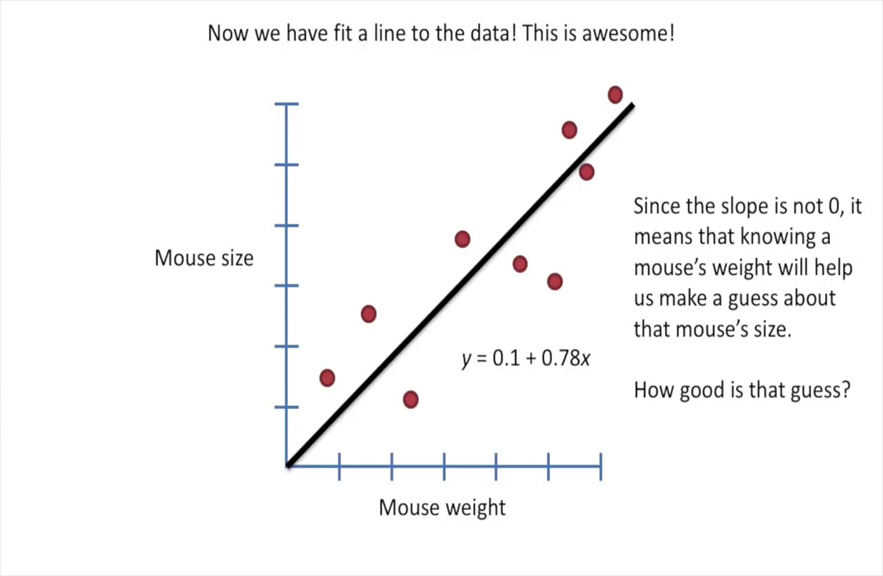 Now we have fit a line to the data! This is awesome!
Mouse size
Since the slope is not 0, it
means that knowing a
mouse's weight will help
us make a guess about
that mouse's size.
y = 0.1 + 0.78x
How good is that guess?
Mouse weight